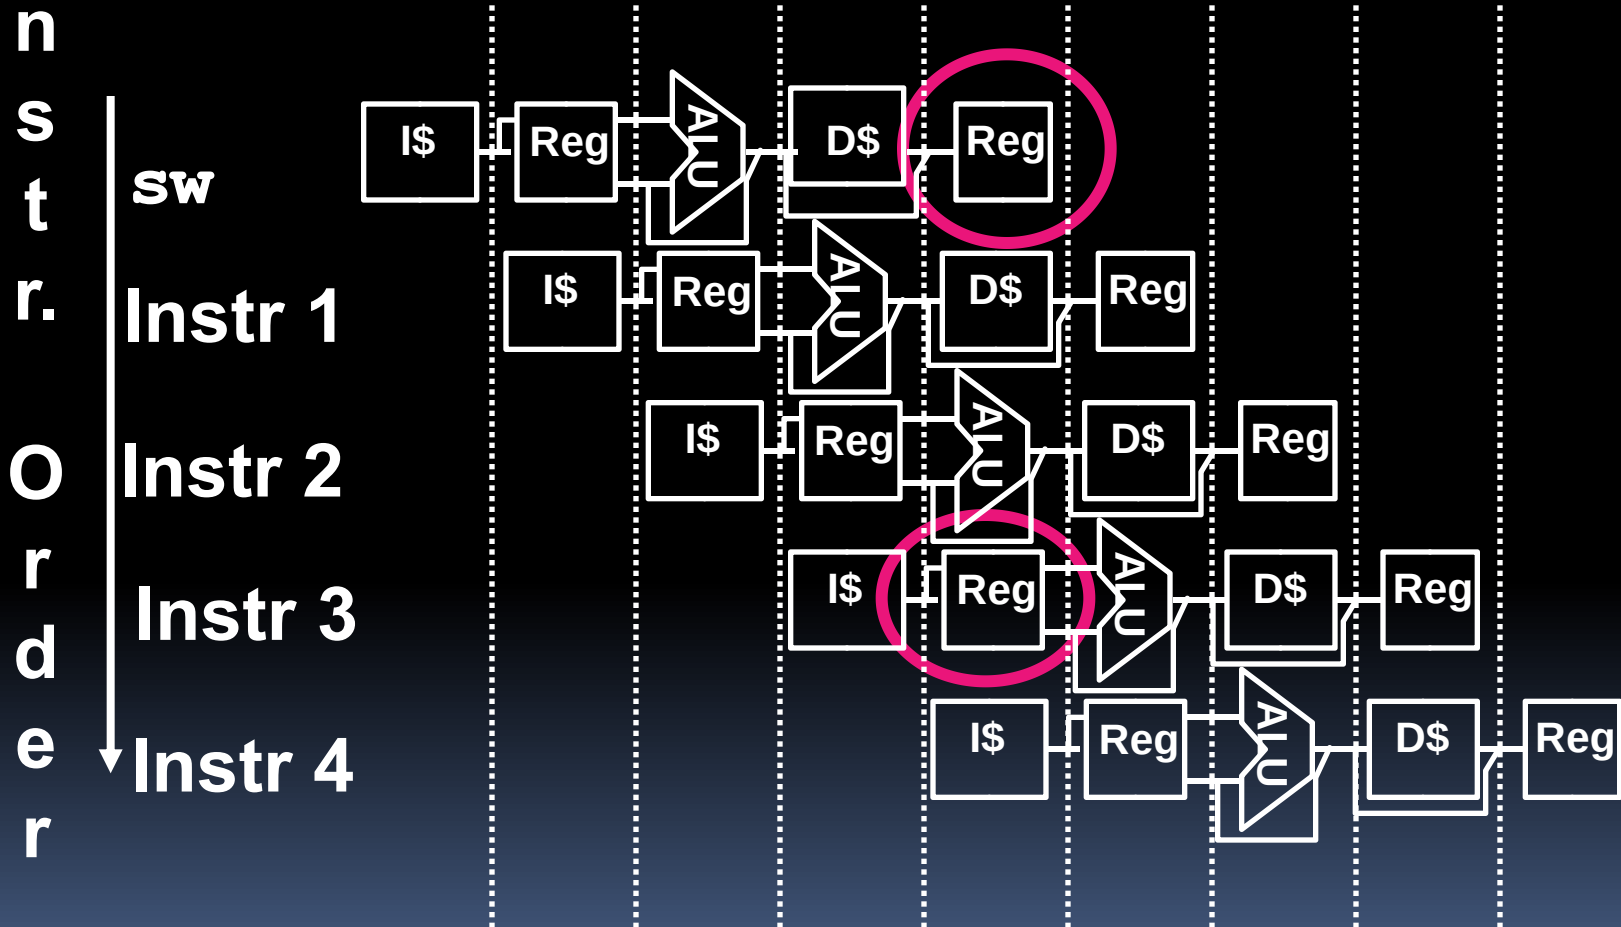 n
s
t
r.
O
r
d
e
r
sw
I$ Reg ALU D$ Reg
Instr 1
I$ Reg ALU D$ Reg
Instr 2
I$ Reg ALU D$ Reg
Instr 3
I$ Reg ALU D$ Reg
Instr 4
I$ Reg ALU D$ Reg